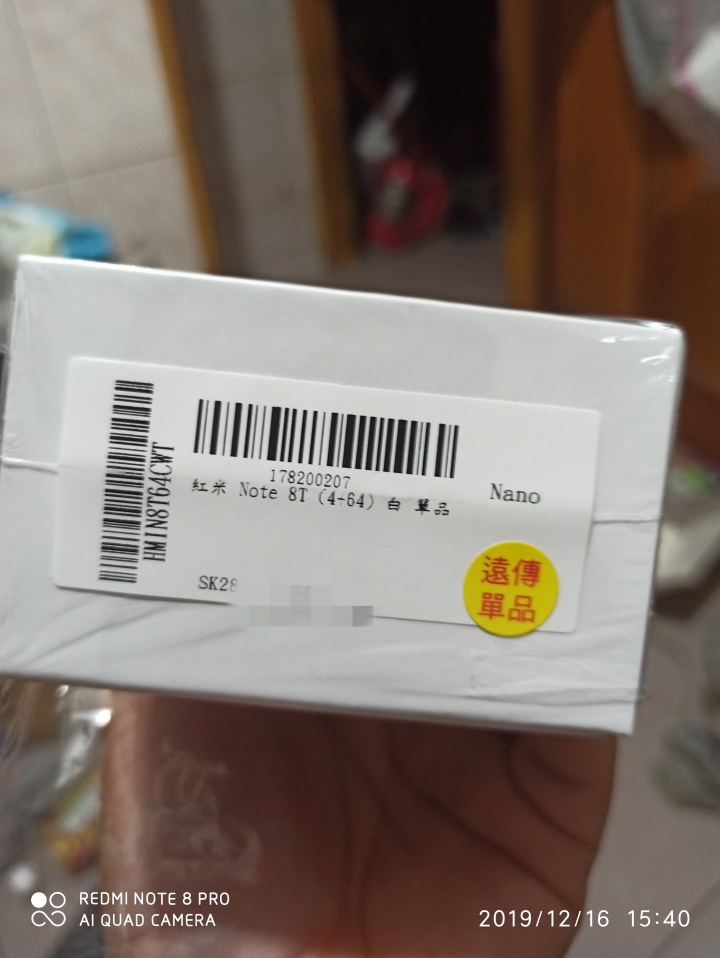 HMIN8T64CWT
178200207
紅米 Note 8T (4+64) 白 單品
Nano
SK28
遠傳
單品
REDMI NOTE 8 PRO
AI QUAD CAMERA
2019/12/16 15:40